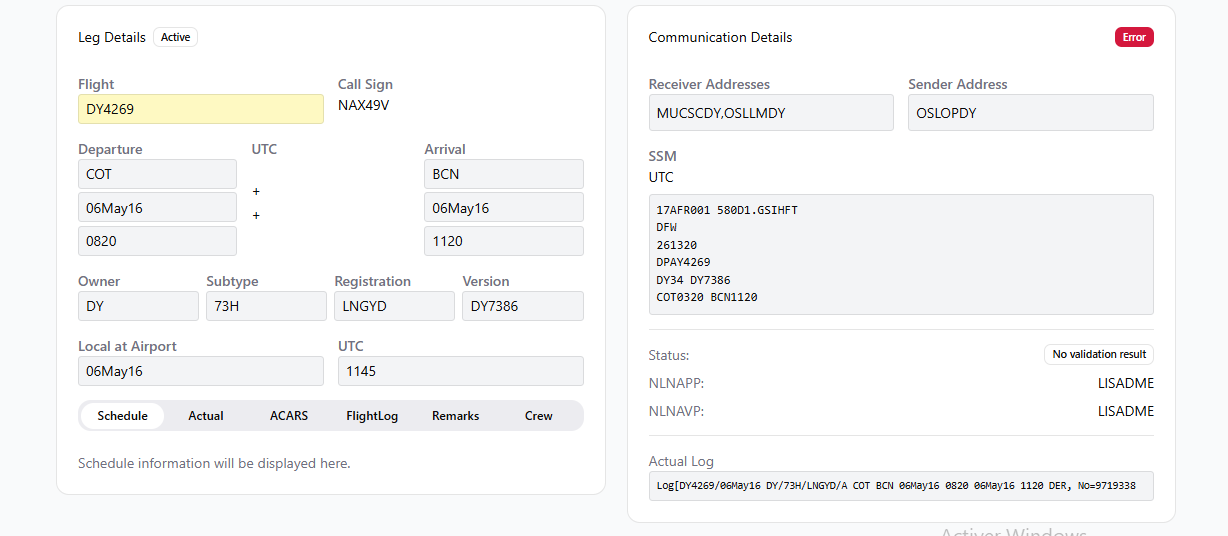 Leg Details Active
Flight
DY4269
Call Sign
NAX49V
Departure UTC Arrival
COT BCN
+
06May16 06May16
+
0820 1120
Owner Subtype Registration Version
DY 73H LNGYD DY7386
Local at Airport UTC
06May16 1145
Schedule Actual ACARS FlightLog Remarks Crew
Schedule information will be displayed here.
Communication Details Error
Receiver Addresses Sender Address
MUCSCDY,OSLLMDY OSLOPDY
SSM
UTC
17AFR001 580D1.GSIHFT
DFW
261320
DPAY4269
DY34 DY7386
COT0320 BCN1120
Status: No validation result
NLNAPP: LISADME
NLNAVP: LISADME
Actual Log
Log[DY4269/06May16 DY/73H/LNGYD/A COT BCN 06May16 0820 06May16 1120 DER, No=9719338
Activer Windows